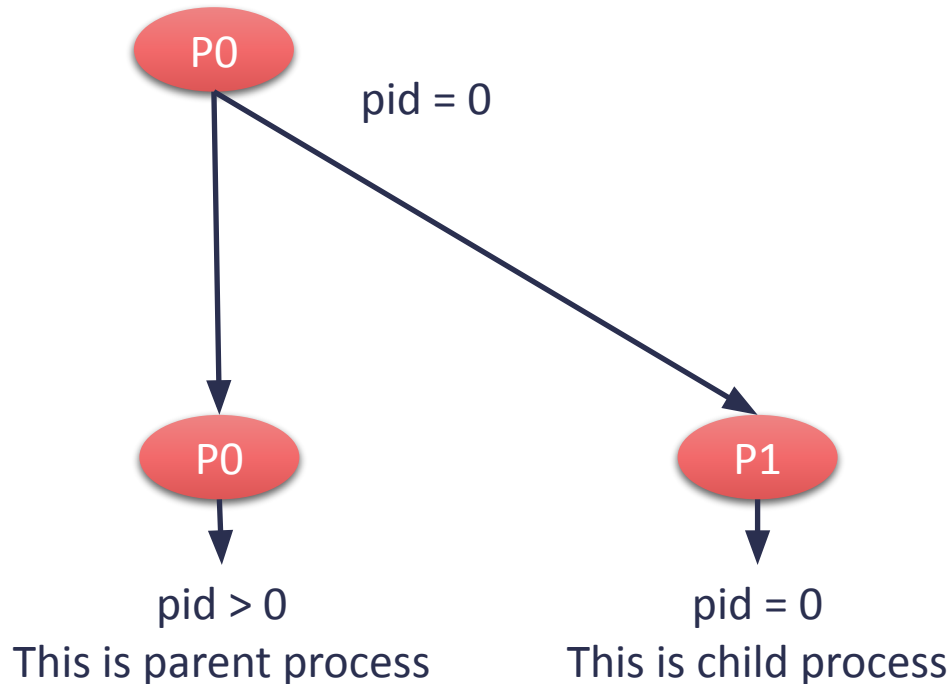 P0
pid = 0
P0
P1
pid > 0
This is parent process
pid = 0
This is child process